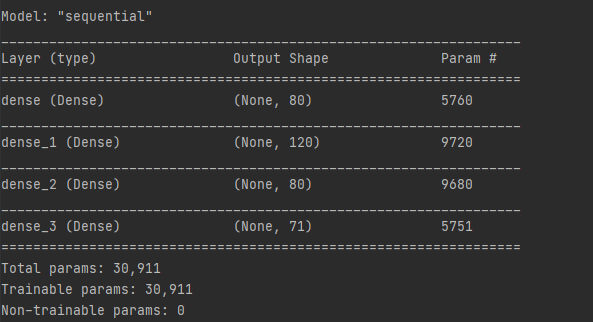 Model: "sequential"
_________________________________________________________________
Layer (type)                 Output Shape              Param #
=================================================================
dense (Dense)                (None, 80)                5760
_________________________________________________________________
dense_1 (Dense)              (None, 120)               9720
_________________________________________________________________
dense_2 (Dense)              (None, 80)                9680
_________________________________________________________________
dense_3 (Dense)              (None, 71)                5751
=================================================================
Total params: 30,911
Trainable params: 30,911
Non-trainable params: 0